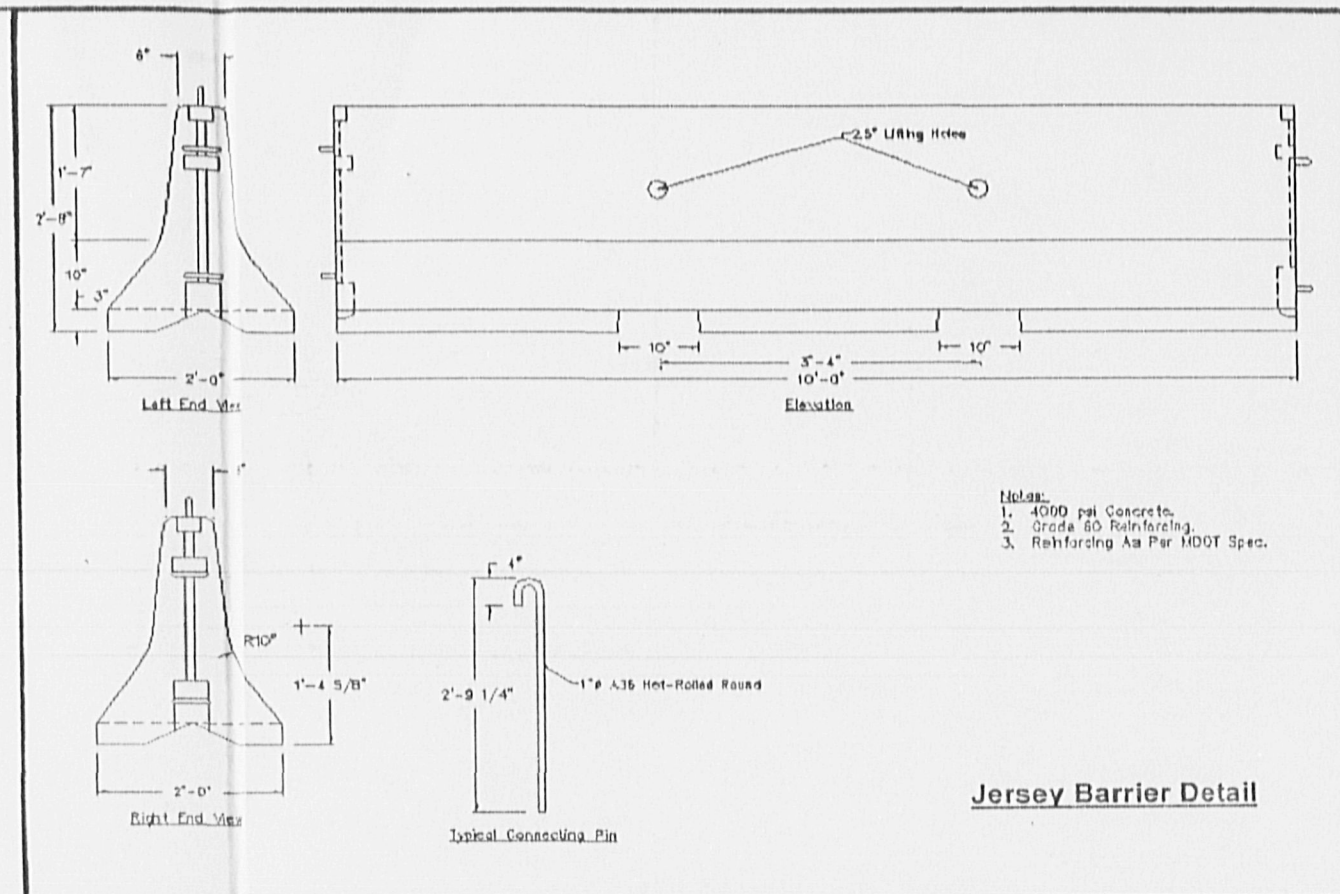 6"
2.5" Lifting Holes
1'-7"
2'-8"
10"
3"
10"
10"
3'-4"
2'-0"
10'-0"
Left End View
Elevation
Notes:
1. 4000 psi Concrete.
2. Grade 60 Reinforcing.
3. Reinforcing As Per MDOT Spec.
4"
R10"
1'-4 5/8"
2'-9 1/4"
1"ø A36 Hot-Rolled Round
2'-0"
Jersey Barrier Detail
Right End View
Typical Connecting Pin